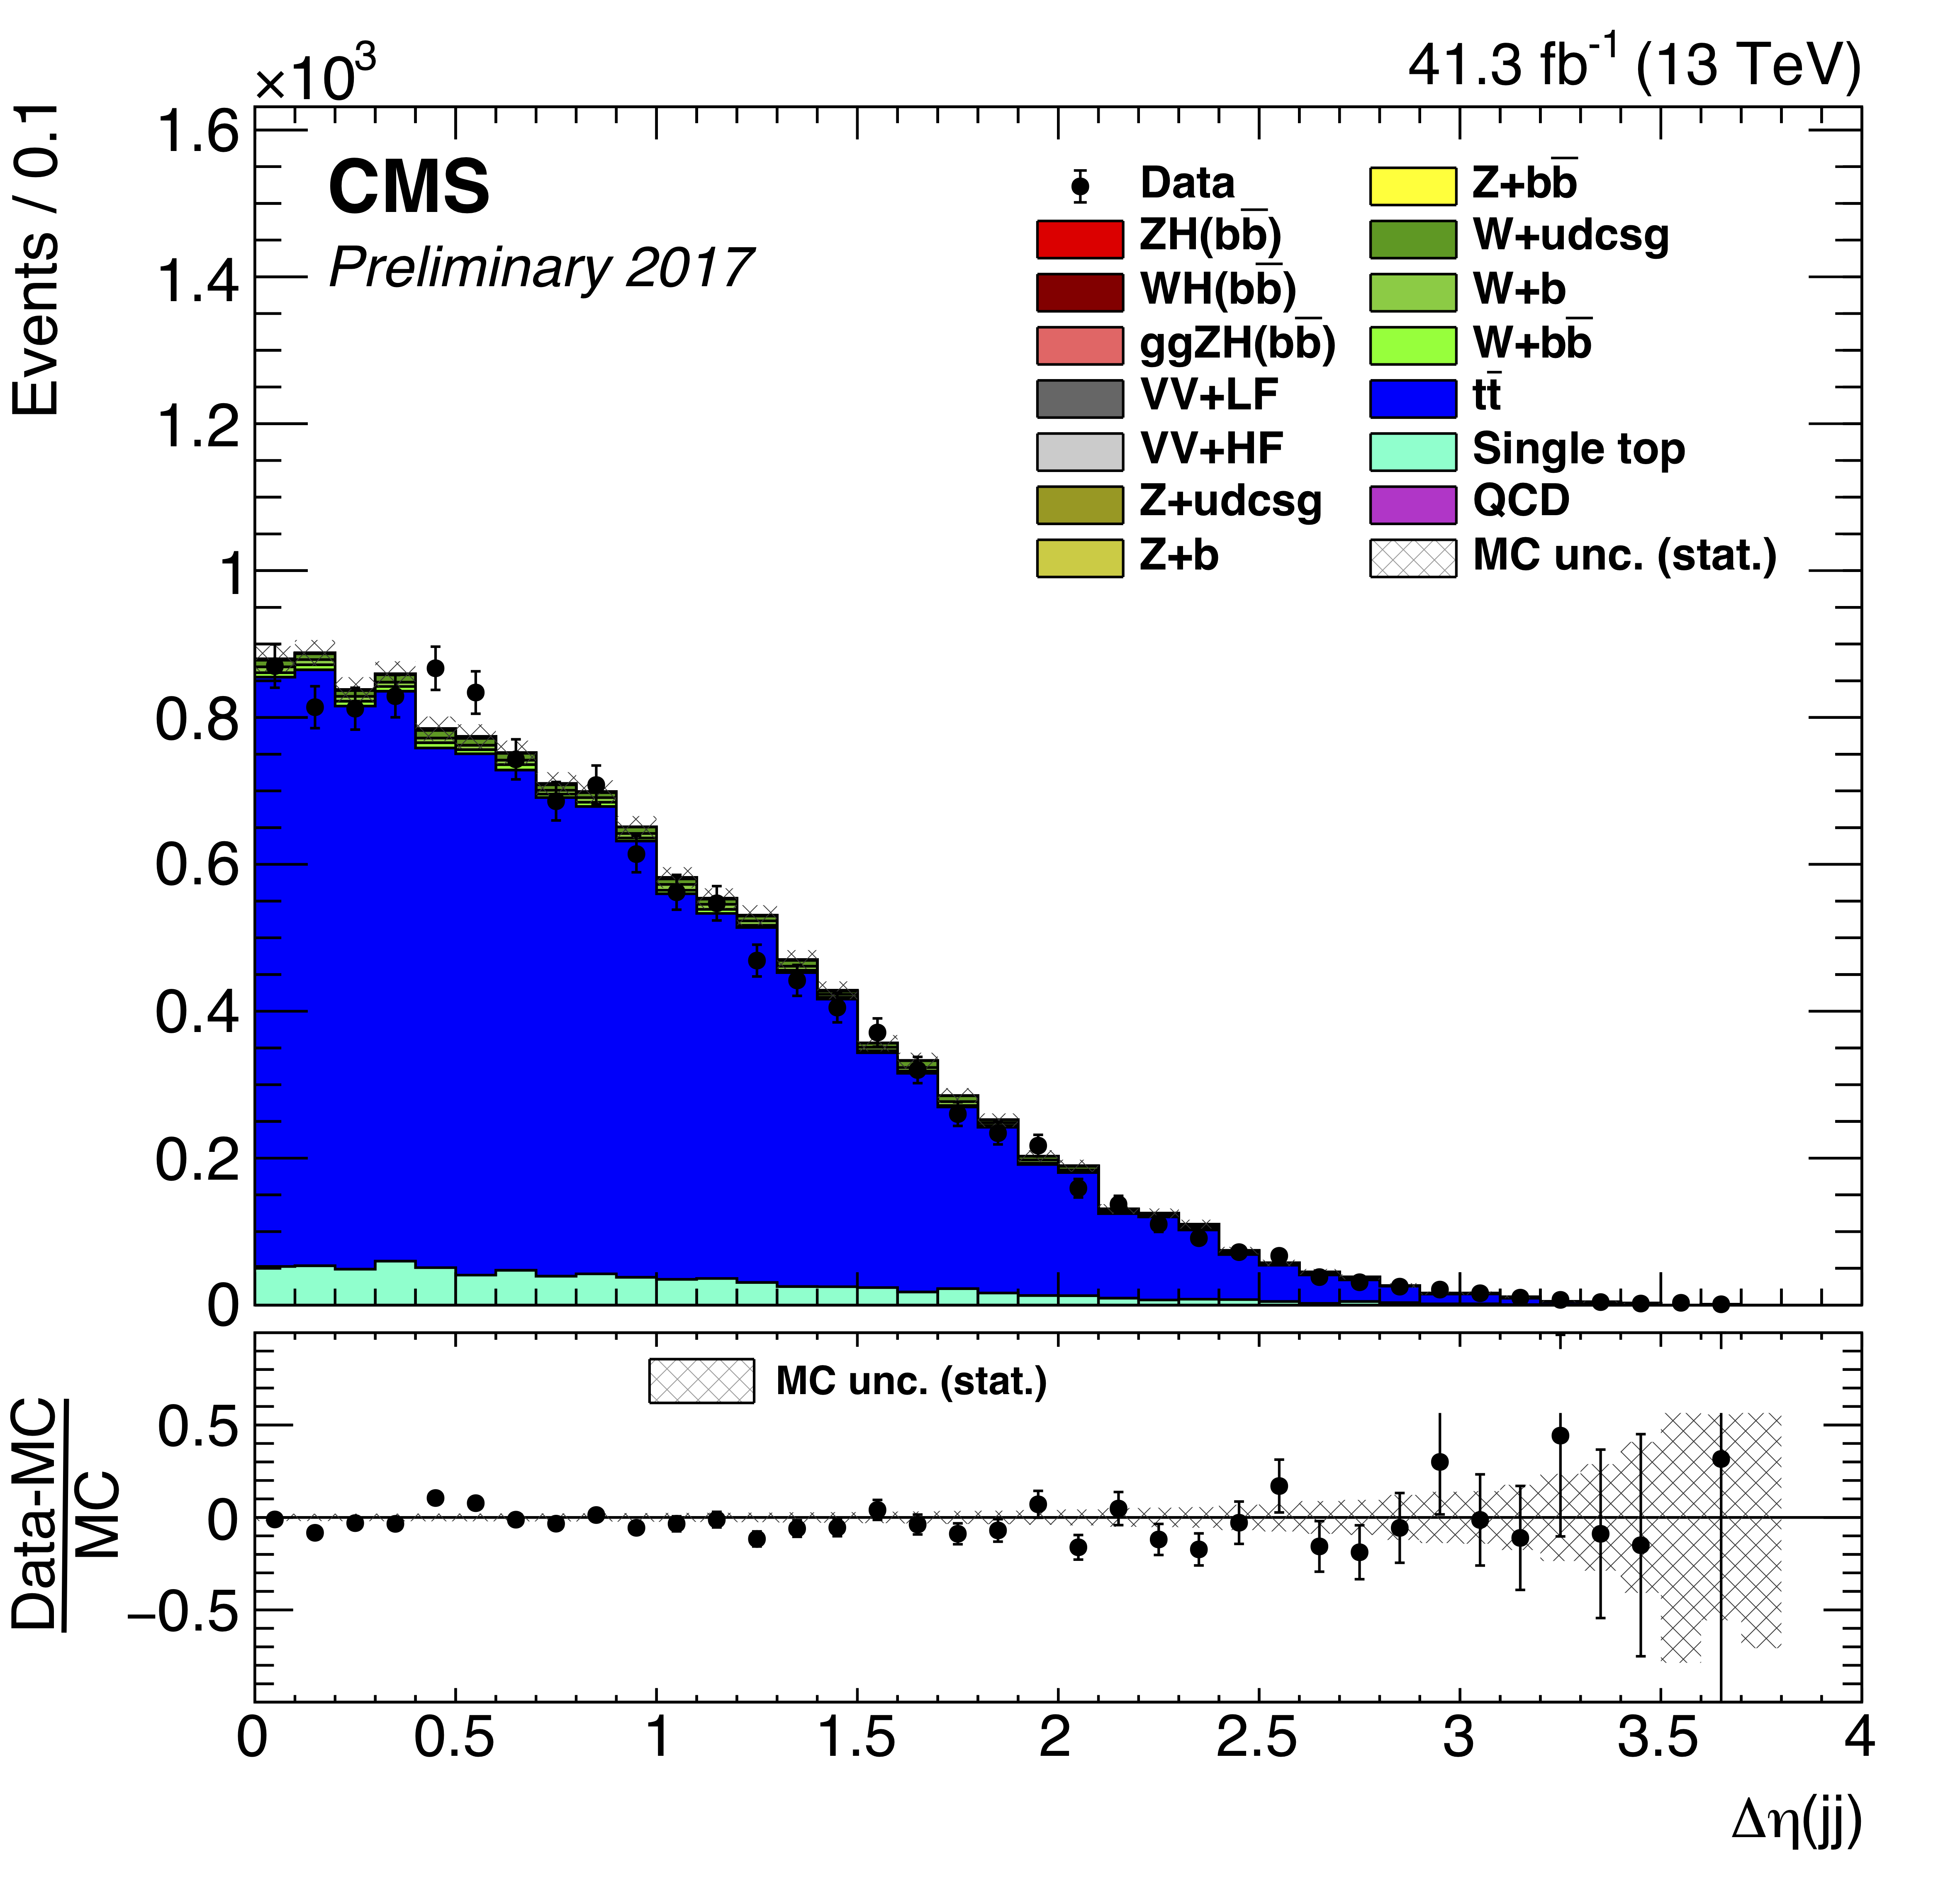 ×10³
41.3 fb⁻¹ (13 TeV)
Events / 0.1
1.6
1.4
1.2
1
0.8
0.6
0.4
0.2
0
CMS
Preliminary 2017
Data
ZH(bb̅)
WH(bb̅)
ggZH(bb̅)
VV+LF
VV+HF
Z+udcsg
Z+b
Z+bb̅
W+udcsg
W+b
W+bb̅
tt̅
Single top
QCD
MC unc. (stat.)
MC unc. (stat.)
Data-MC
MC
0.5
0
−0.5
0 0.5 1 1.5 2 2.5 3 3.5 4
Δη(jj)